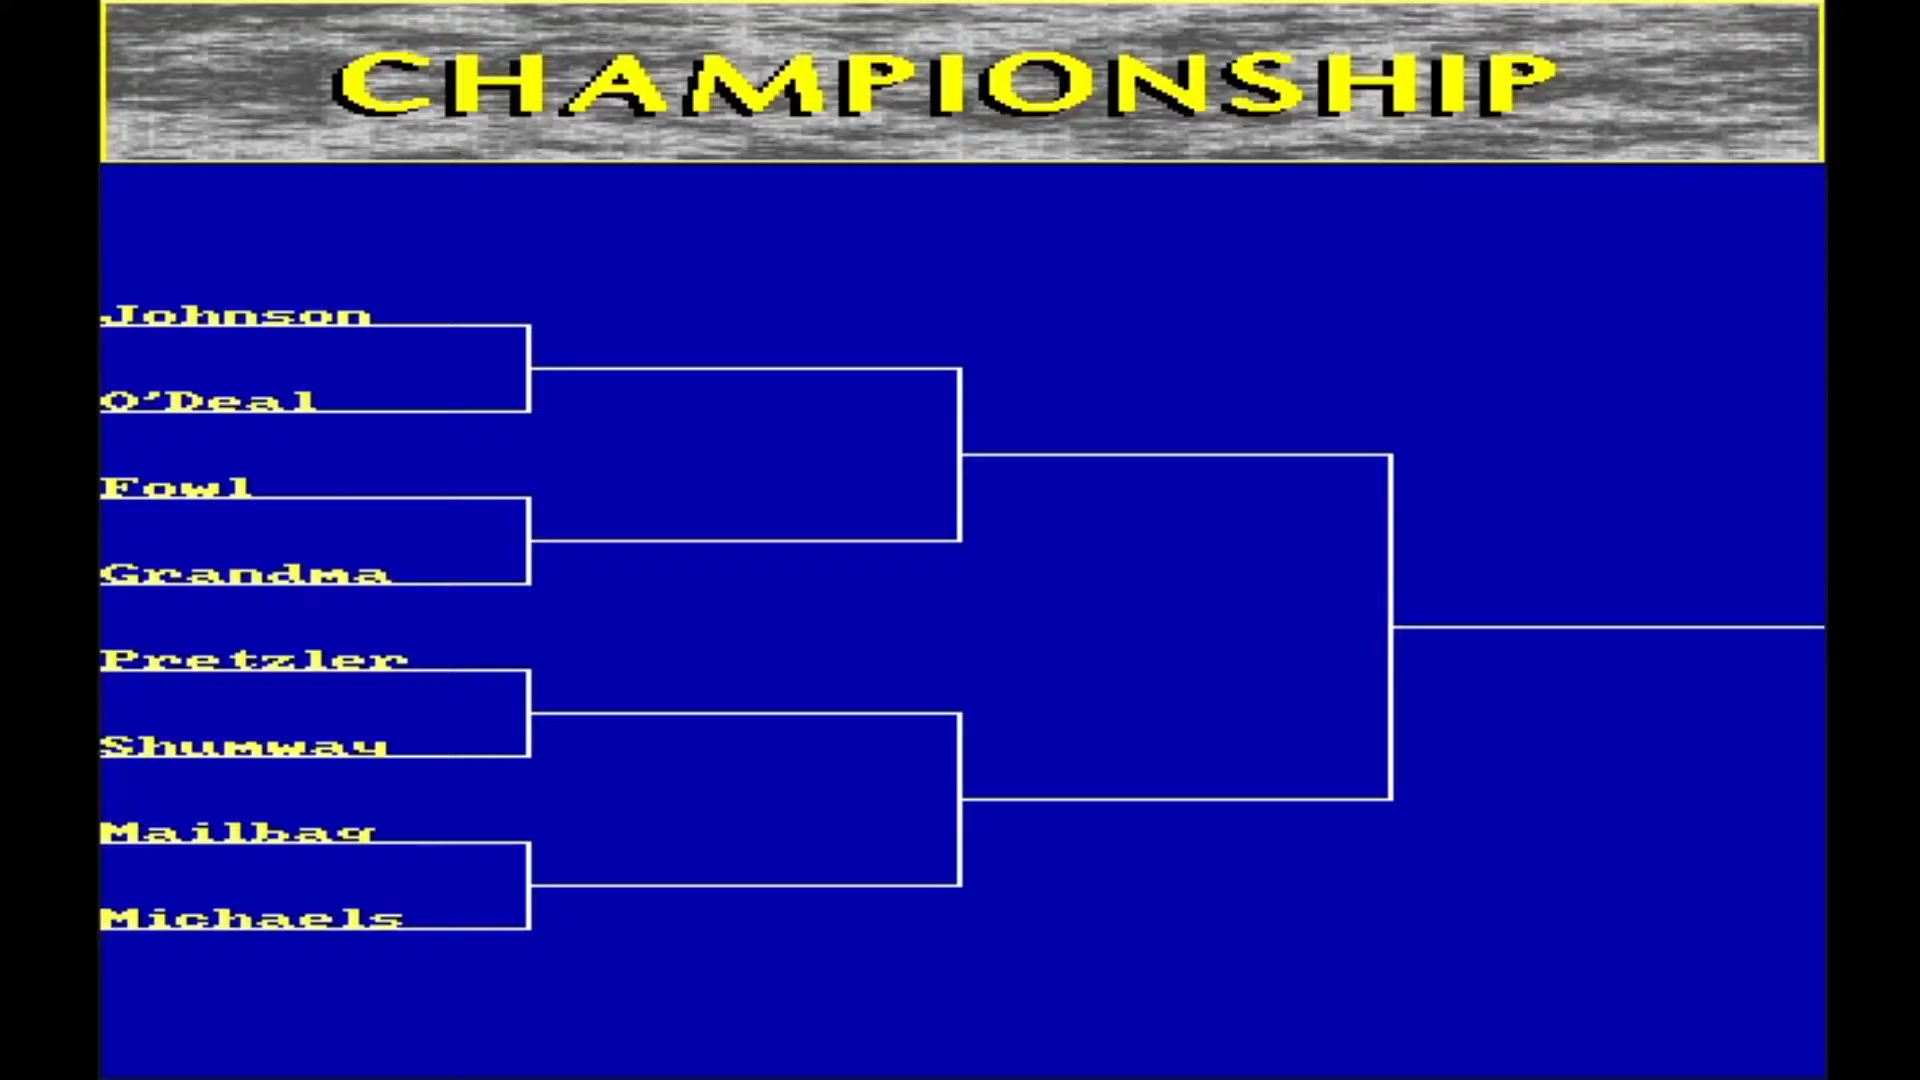 CHAMPIONSHIP
Johnson
O'Deal
Fowl
Grandma
Pretzler
Shumway
Mailbag
Michaels